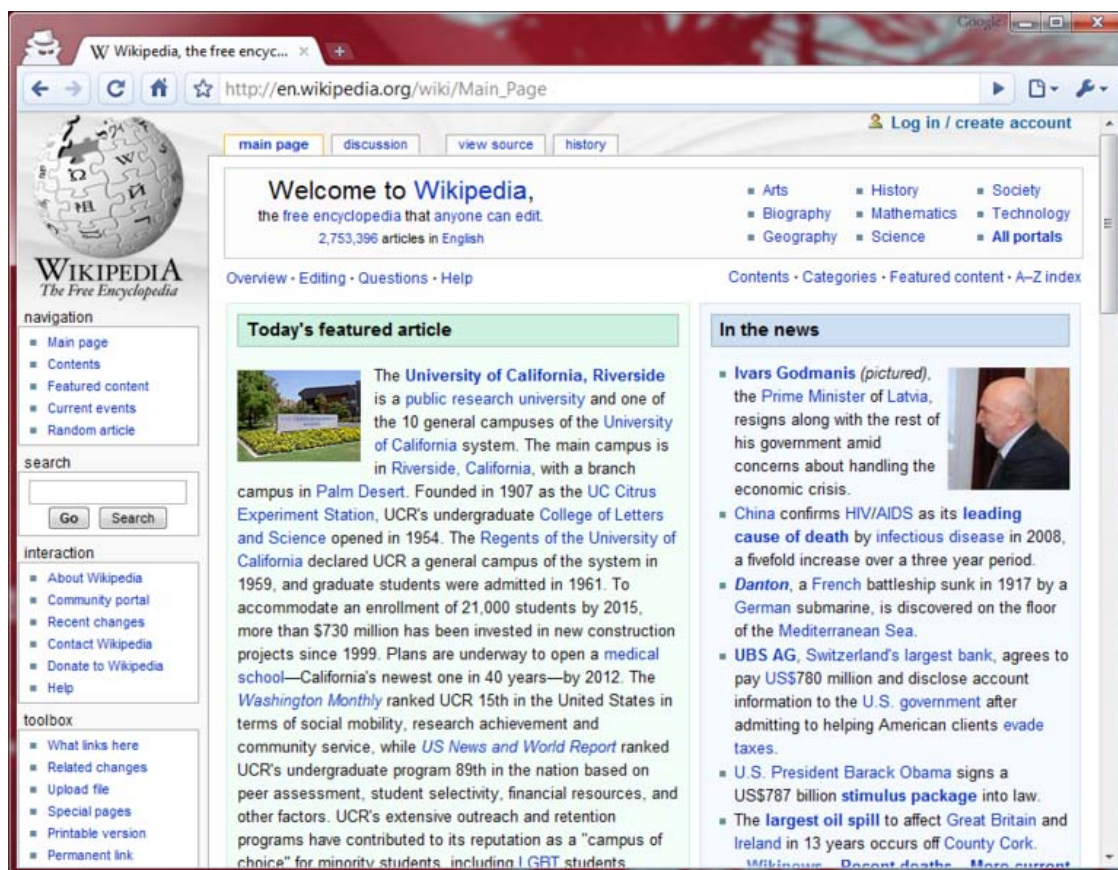 Google
Wikipedia, the free encyc...
http://en.wikipedia.org/wiki/Main_Page
Log in / create account
main page discussion view source history
WIKIPEDIA
The Free Encyclopedia
navigation
Main page
Contents
Featured content
Current events
Random article
search
Go Search
interaction
About Wikipedia
Community portal
Recent changes
Contact Wikipedia
Donate to Wikipedia
Help
toolbox
What links here
Related changes
Upload file
Special pages
Printable version
Permanent link
Welcome to Wikipedia,
the free encyclopedia that anyone can edit.
2,753,396 articles in English
Arts History Society
Biography Mathematics Technology
Geography Science All portals
Overview · Editing · Questions · Help
Contents · Categories · Featured content · A–Z index
Today's featured article
The University of California, Riverside
is a public research university and one of
the 10 general campuses of the University
of California system. The main campus is
in Riverside, California, with a branch
campus in Palm Desert. Founded in 1907 as the UC Citrus
Experiment Station, UCR's undergraduate College of Letters
and Science opened in 1954. The Regents of the University of
California declared UCR a general campus of the system in
1959, and graduate students were admitted in 1961. To
accommodate an enrollment of 21,000 students by 2015,
more than $730 million has been invested in new construction
projects since 1999. Plans are underway to open a medical
school—California's newest one in 40 years—by 2012. The
Washington Monthly ranked UCR 15th in the United States in
terms of social mobility, research achievement and
community service, while US News and World Report ranked
UCR's undergraduate program 89th in the nation based on
peer assessment, student selectivity, financial resources, and
other factors. UCR's extensive outreach and retention
programs have contributed to its reputation as a "campus of
choice" for minority students, including LGBT students
In the news
Ivars Godmanis (pictured),
the Prime Minister of Latvia,
resigns along with the rest of
his government amid
concerns about handling the
economic crisis.
China confirms HIV/AIDS as its leading
cause of death by infectious disease in 2008,
a fivefold increase over a three year period.
Danton, a French battleship sunk in 1917 by a
German submarine, is discovered on the floor
of the Mediterranean Sea.
UBS AG, Switzerland's largest bank, agrees to
pay US$780 million and disclose account
information to the U.S. government after
admitting to helping American clients evade
taxes.
U.S. President Barack Obama signs a
US$787 billion stimulus package into law.
The largest oil spill to affect Great Britain and
Ireland in 13 years occurs off County Cork.
Wikinews Recent deaths More current